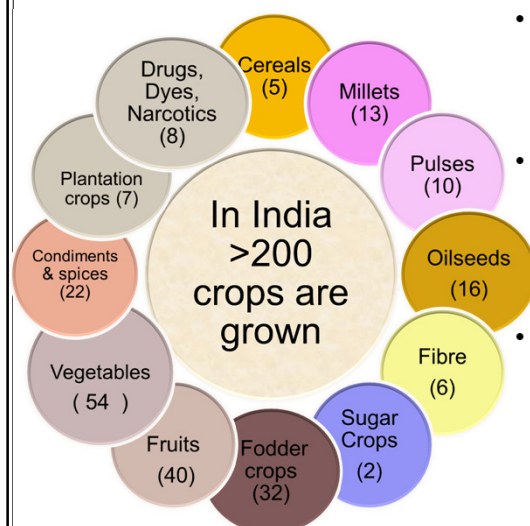 In India
>200
crops are
grown
Cereals
(5)
Millets
(13)
Pulses
(10)
Oilseeds
(16)
Fibre
(6)
Sugar
Crops
(2)
Fodder
crops
(32)
Fruits
(40)
Vegetables
( 54 )
Condiments
& spices
(22)
Plantation
crops (7)
Drugs,
Dyes,
Narcotics
(8)